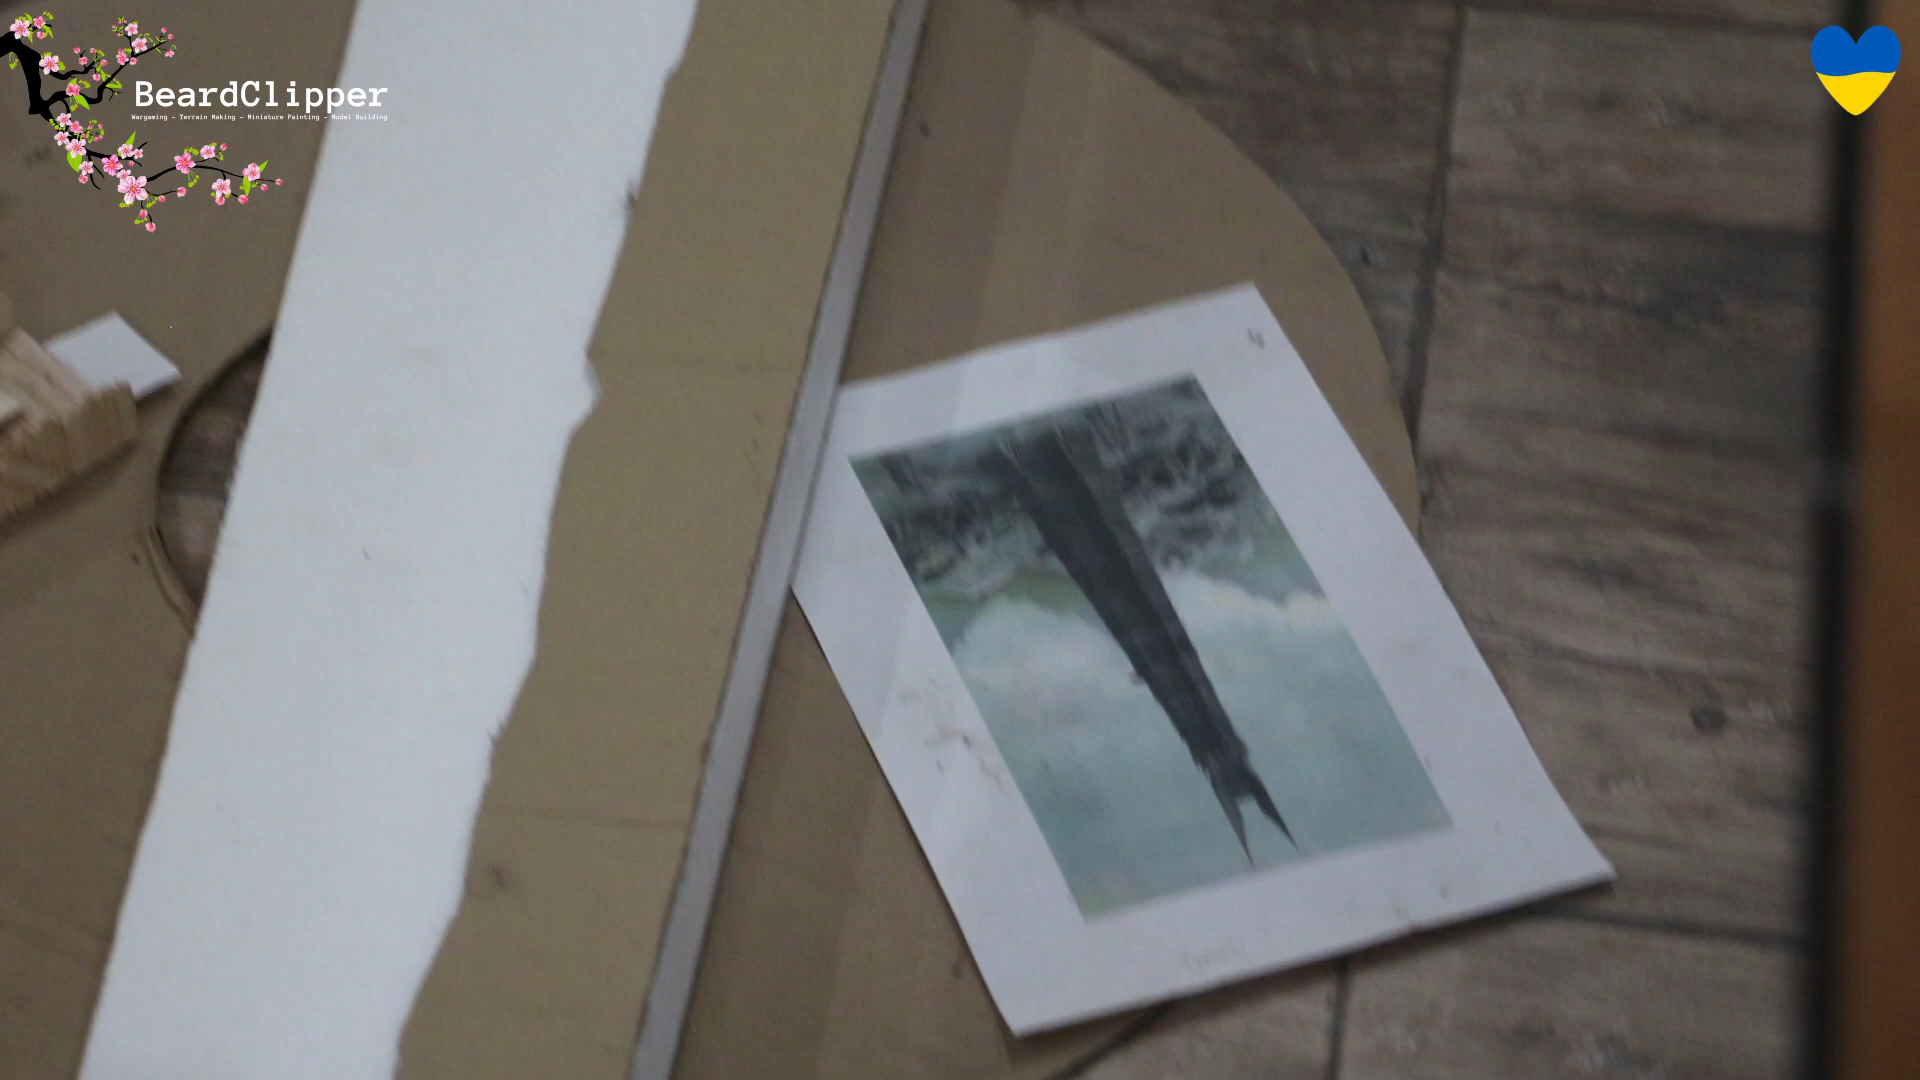 BeardClipper
Wargaming - Terrain Making - Miniature Painting - Model Building